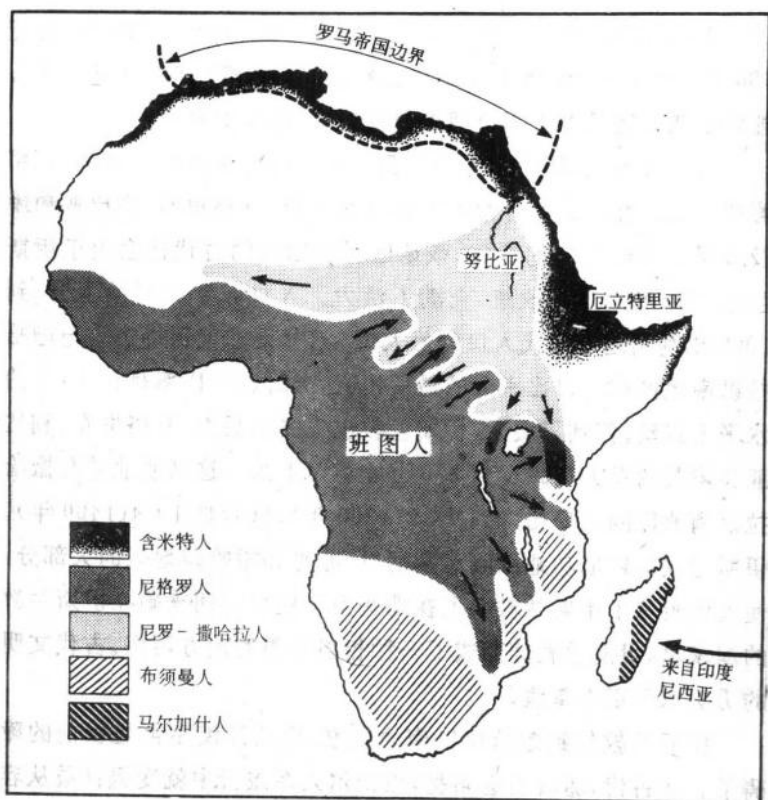 罗马帝国边界
努比亚
厄立特里亚
班图人
含米特人
尼格罗人
尼罗－撒哈拉人
布须曼人
马尔加什人
来自印度
尼西亚